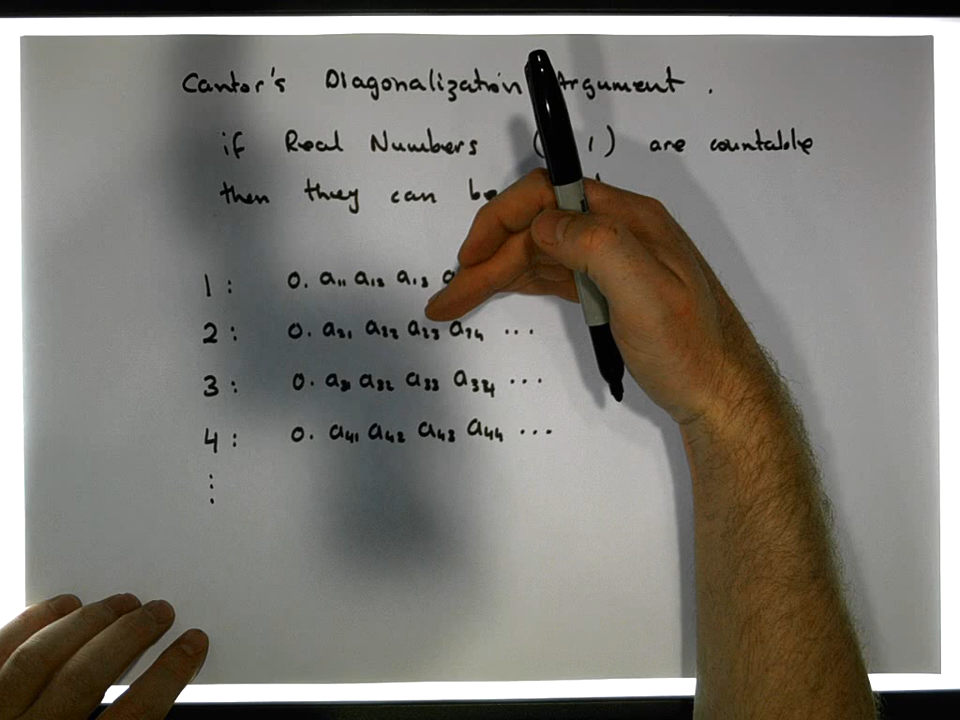 Cantor's Diagonalization Argument.
if Real Numbers ( 1) are countable
then they can be
1: 0. a₁₁ a₁₂ a₁₃ a
2: 0. a₂₁ a₂₂ a₂₃ a₂₄ ...
3: 0. a₃₁ a₃₂ a₃₃ a₃₄ ...
4: 0. a₄₁ a₄₂ a₄₃ a₄₄ ...
⋮